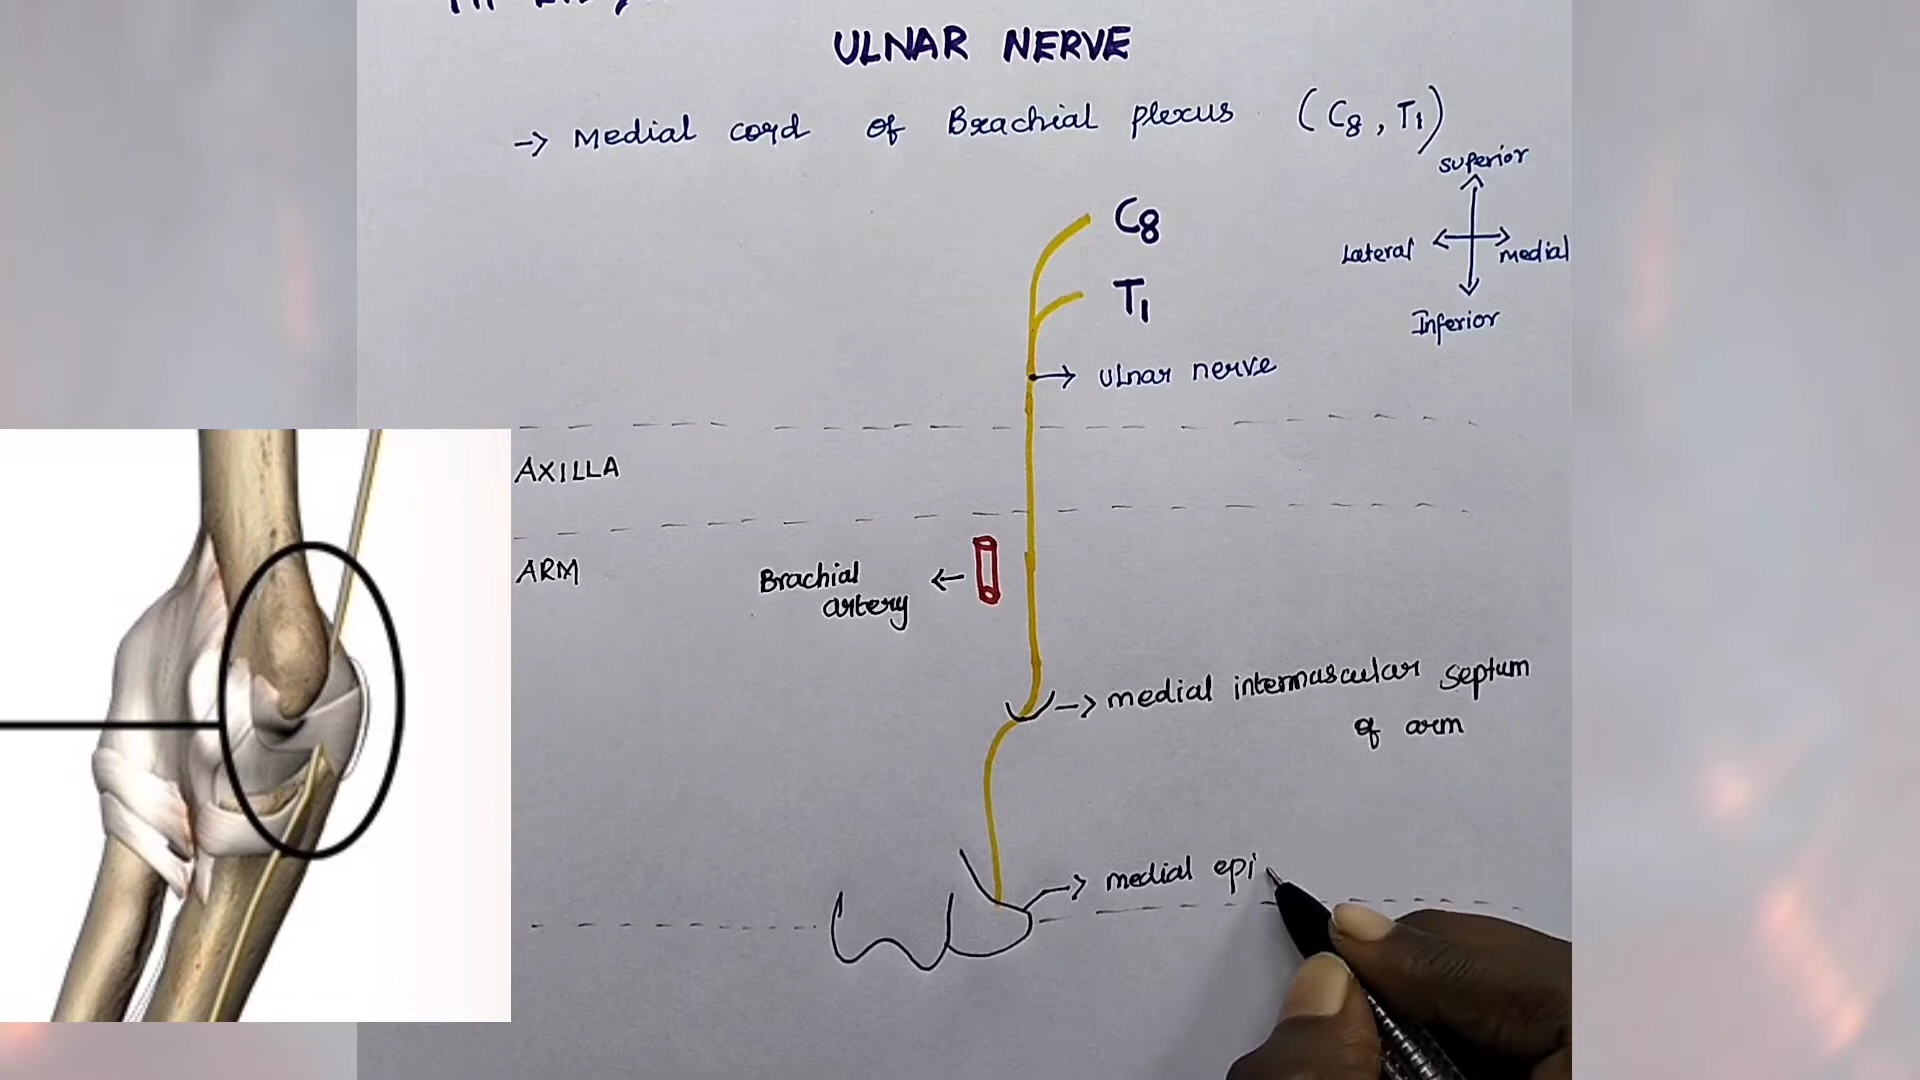 ULNAR NERVE
-> Medial cord of Brachial plexus (C8, T1)
superior
Lateral
Medial
Inferior
C8
T1
ulnar nerve
AXILLA
ARM
Brachial
artery
medial intermuscular septum
of arm
medial epi